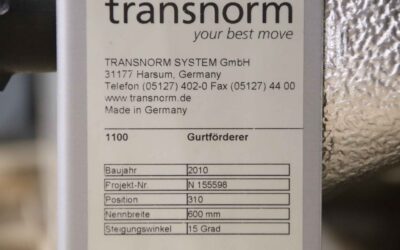 transnorm
your best move
TRANSNORM SYSTEM GmbH
31177 Harsum, Germany
Telefon (05127) 402-0 Fax (05127) 44 00
www.transnorm.de
Made in Germany
1100 Gurtförderer
Baujahr 2010
Projekt-Nr. N 155598
Position 310
Nennbreite 600 mm
Steigungswinkel 15 Grad